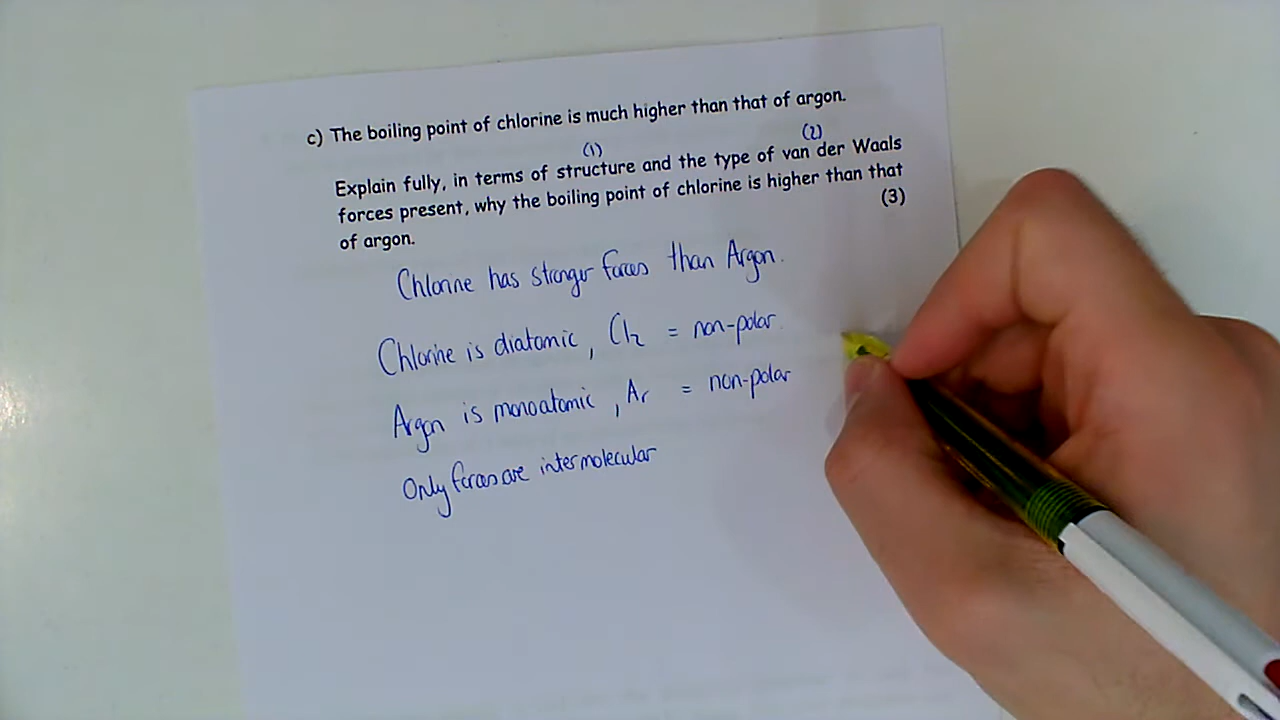 c) The boiling point of chlorine is much higher than that of argon.
(1) (2)
Explain fully, in terms of structure and the type of van der Waals
forces present, why the boiling point of chlorine is higher than that
of argon. (3)
Chlorine has stronger forces than Argon.
Chlorine is diatomic, Cl2 = non-polar
Argon is monoatomic, Ar = non-polar
Only forces are intermolecular